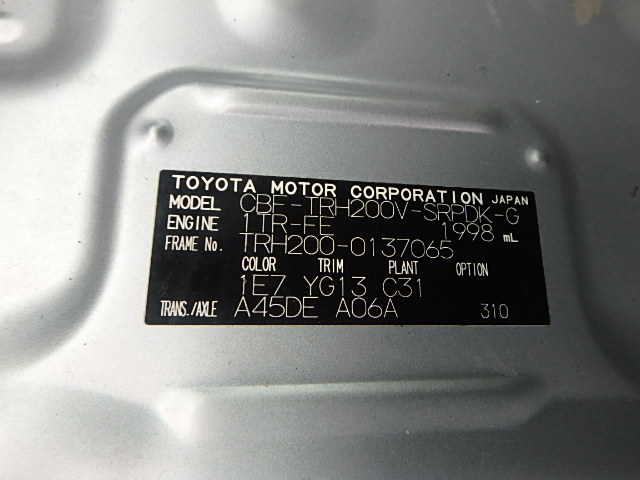 TOYOTA MOTOR CORPORATION JAPAN
MODEL CBF-TRH200V-SRPDK-G
ENGINE 1TR-FE 1998 mL
FRAME No. TRH200-0137065
COLOR TRIM PLANT OPTION
1E7 YG13 C31
TRANS./AXLE A45DE A06A 310